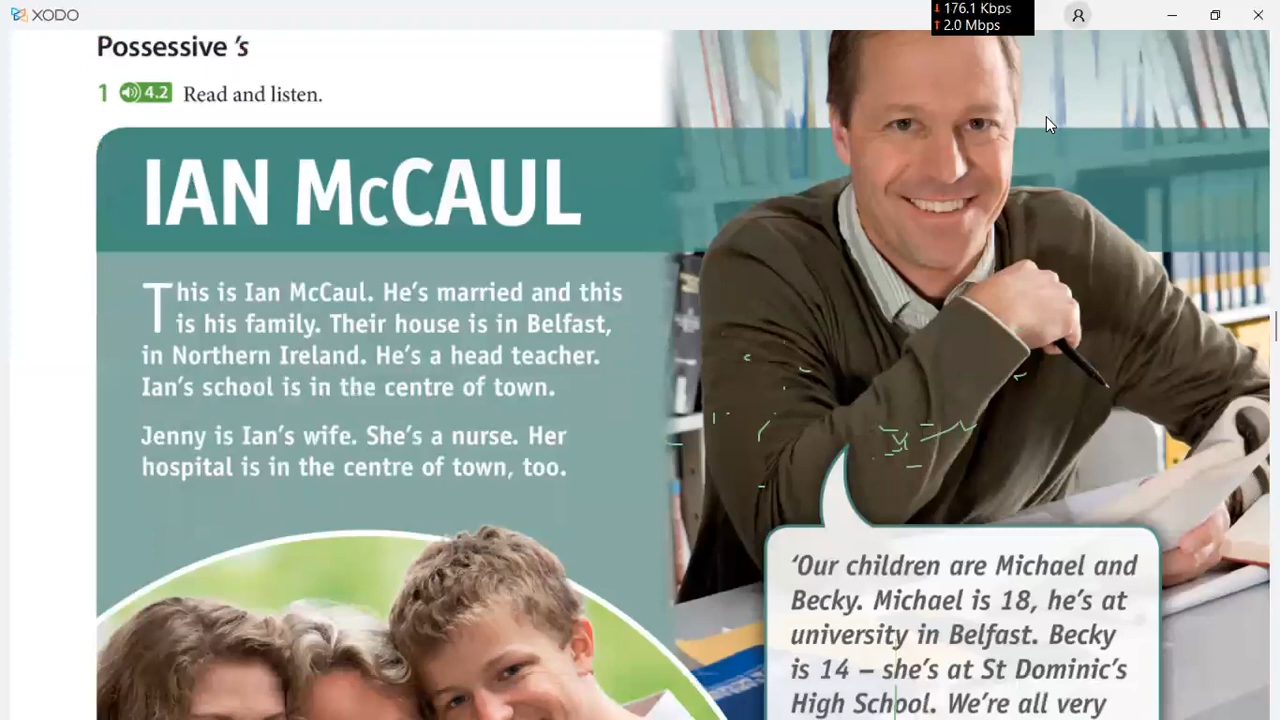 XODO
176.1 Kbps
2.0 Mbps
Possessive 's
1 4.2 Read and listen.
IAN McCAUL
This is Ian McCaul. He's married and this
is his family. Their house is in Belfast,
in Northern Ireland. He's a head teacher.
Ian's school is in the centre of town.
Jenny is Ian's wife. She's a nurse. Her
hospital is in the centre of town, too.
'Our children are Michael and
Becky. Michael is 18, he's at
university in Belfast. Becky
is 14 – she's at St Dominic's
High School. We're all very